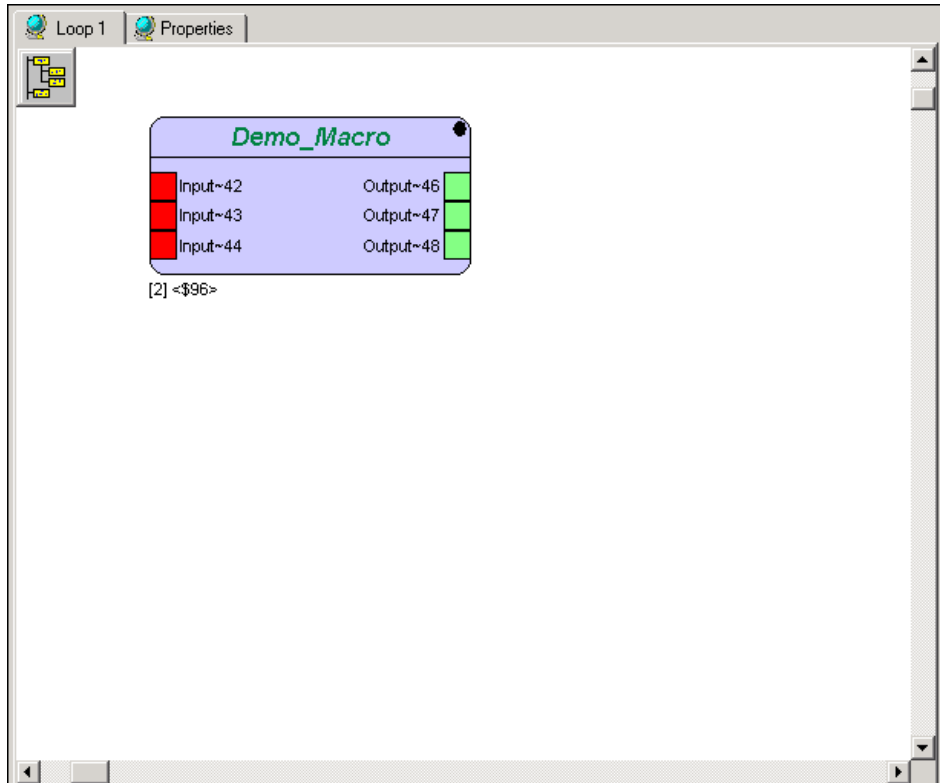 Loop 1 Properties
Demo_Macro
Input~42 Output~46
Input~43 Output~47
Input~44 Output~48
[2] <$96>